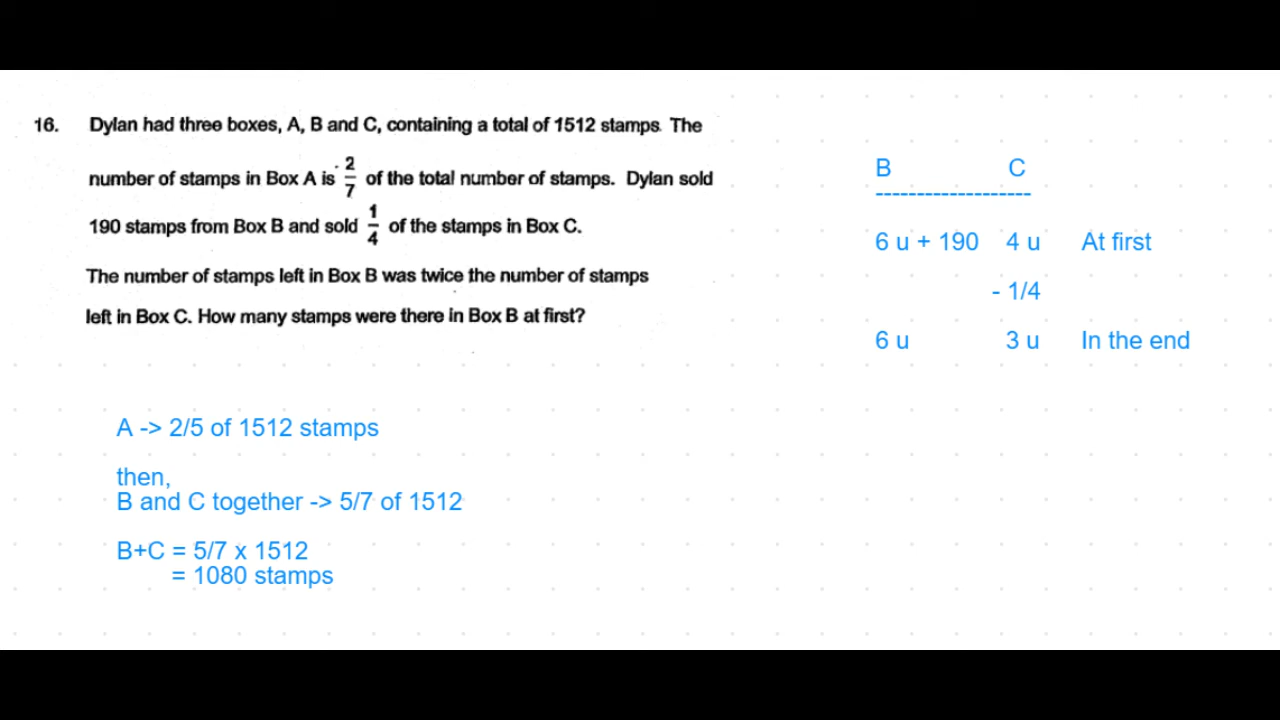 16. Dylan had three boxes, A, B and C, containing a total of 1512 stamps. The
number of stamps in Box A is 2/7 of the total number of stamps. Dylan sold
190 stamps from Box B and sold 1/4 of the stamps in Box C.
The number of stamps left in Box B was twice the number of stamps
left in Box C. How many stamps were there in Box B at first?
B C
-------------------
6 u + 190 4 u At first
- 1/4
6 u 3 u In the end
A -> 2/5 of 1512 stamps
then,
B and C together -> 5/7 of 1512
B+C = 5/7 x 1512
= 1080 stamps